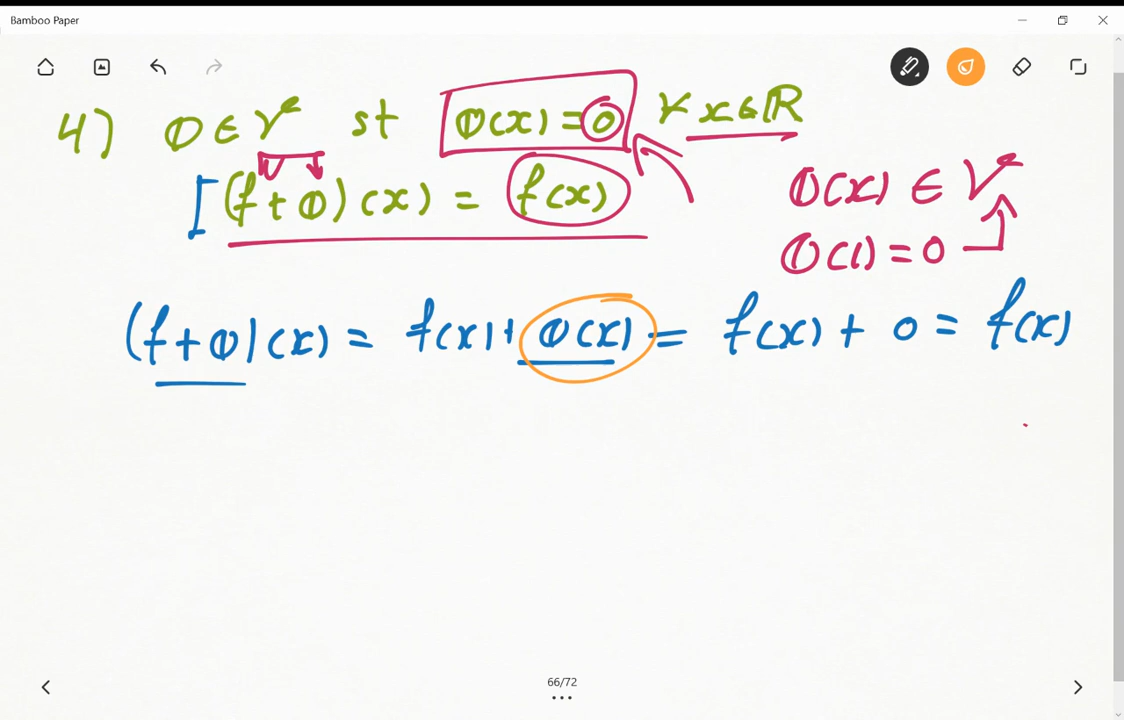 Bamboo Paper
4) 𝟘 ∈ V st 𝟘(x) = 0 ∀ x ∈ ℝ
(f + 𝟘)(x) = f(x)
𝟘(x) ∈ V
𝟘(1) = 0
(f + 𝟘)(x) = f(x) + 𝟘(x) = f(x) + 0 = f(x)
66/72